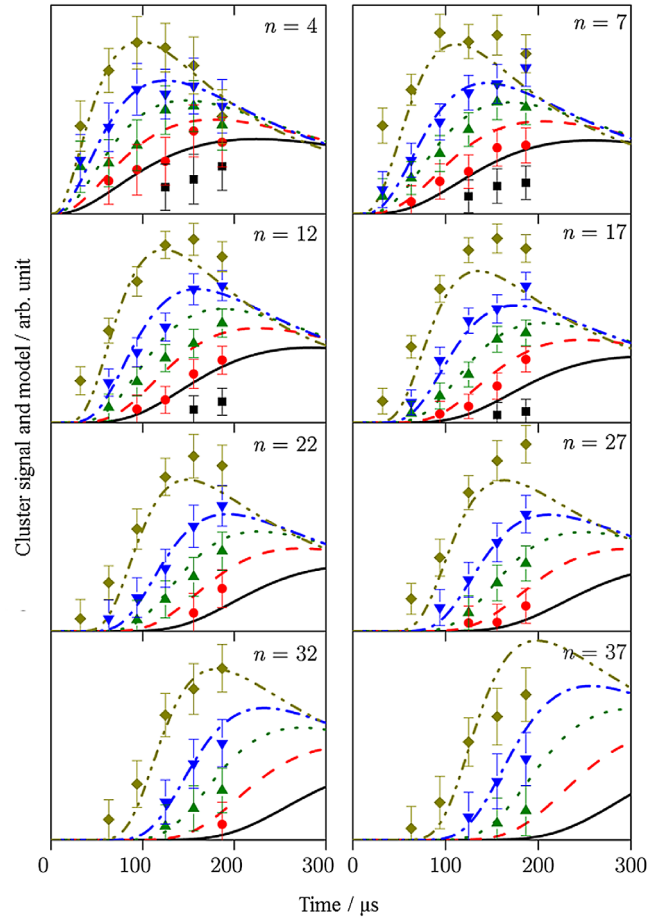 n = 4
n = 7
n = 12
n = 17
n = 22
n = 27
n = 32
n = 37
Cluster signal and model / arb. unit
0 100 200 300 0 100 200 300
Time / μs